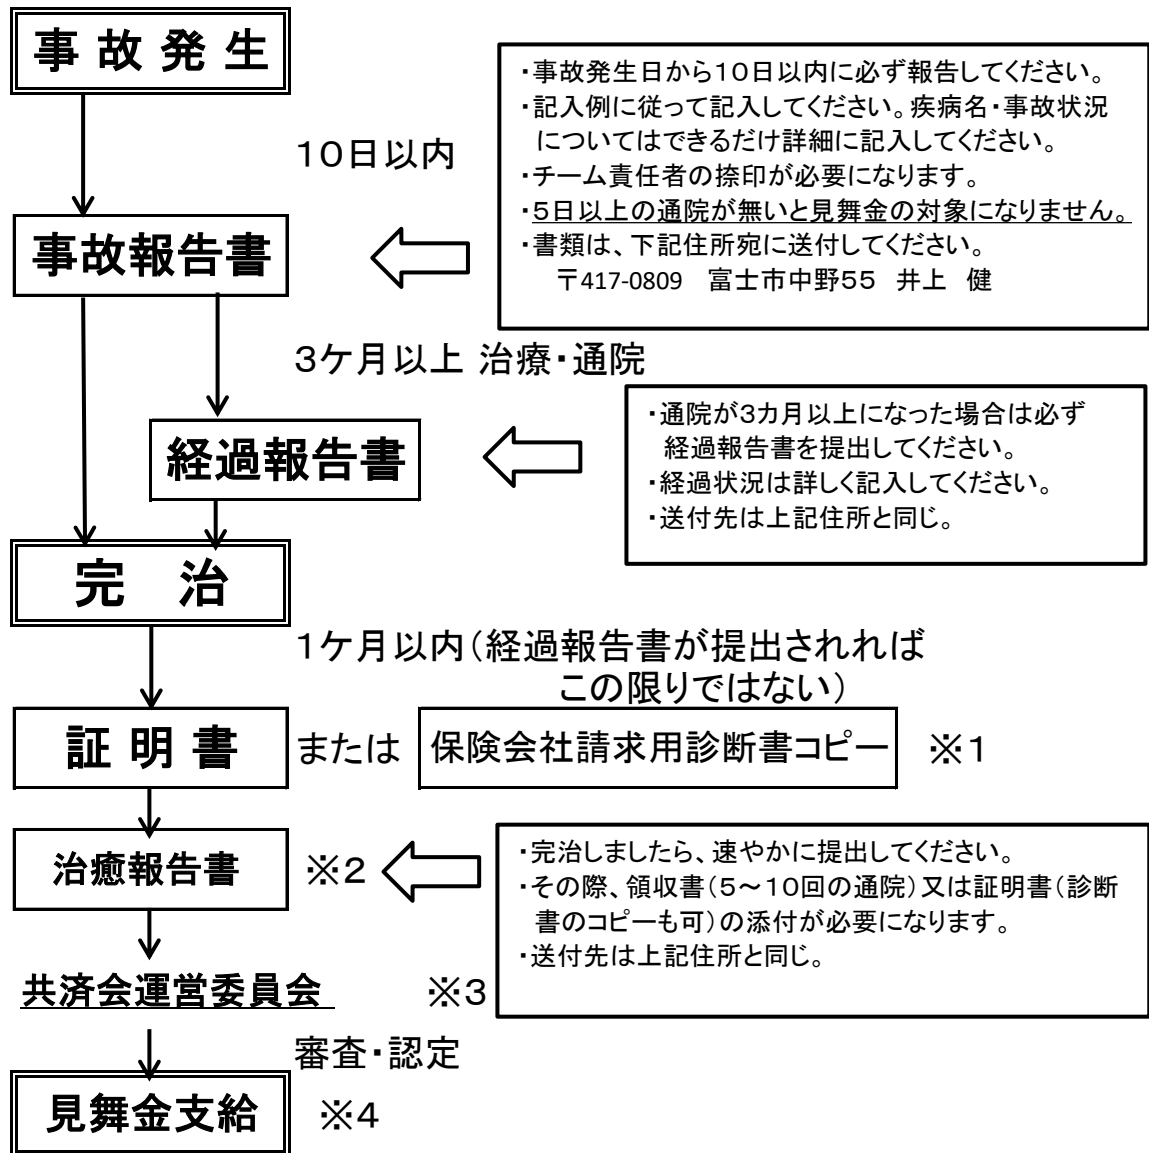 事 故 発 生
・事故発生日から１０日以内に必ず報告してください。
・記入例に従って記入してください。疾病名・事故状況
についてはできるだけ詳細に記入してください。
・チーム責任者の捺印が必要になります。
・５日以上の通院が無いと見舞金の対象になりません。
・書類は、下記住所宛に送付してください。
〒417-0809　富士市中野５５　井上　健
１０日以内
事故報告書
３ケ月以上 治療・通院
・通院が３カ月以上になった場合は必ず
経過報告書を提出してください。
・経過状況は詳しく記入してください。
・送付先は上記住所と同じ。
経過報告書
完　治
１ケ月以内（経過報告書が提出されれば
この限りではない）
証 明 書 または 保険会社請求用診断書コピー ※１
治癒報告書 ※２
・完治しましたら、速やかに提出してください。
・その際、領収書（５～１０回の通院）又は証明書（診断
書のコピーも可）の添付が必要になります。
・送付先は上記住所と同じ。
共済会運営委員会 ※３
審査・認定
見舞金支給 ※４